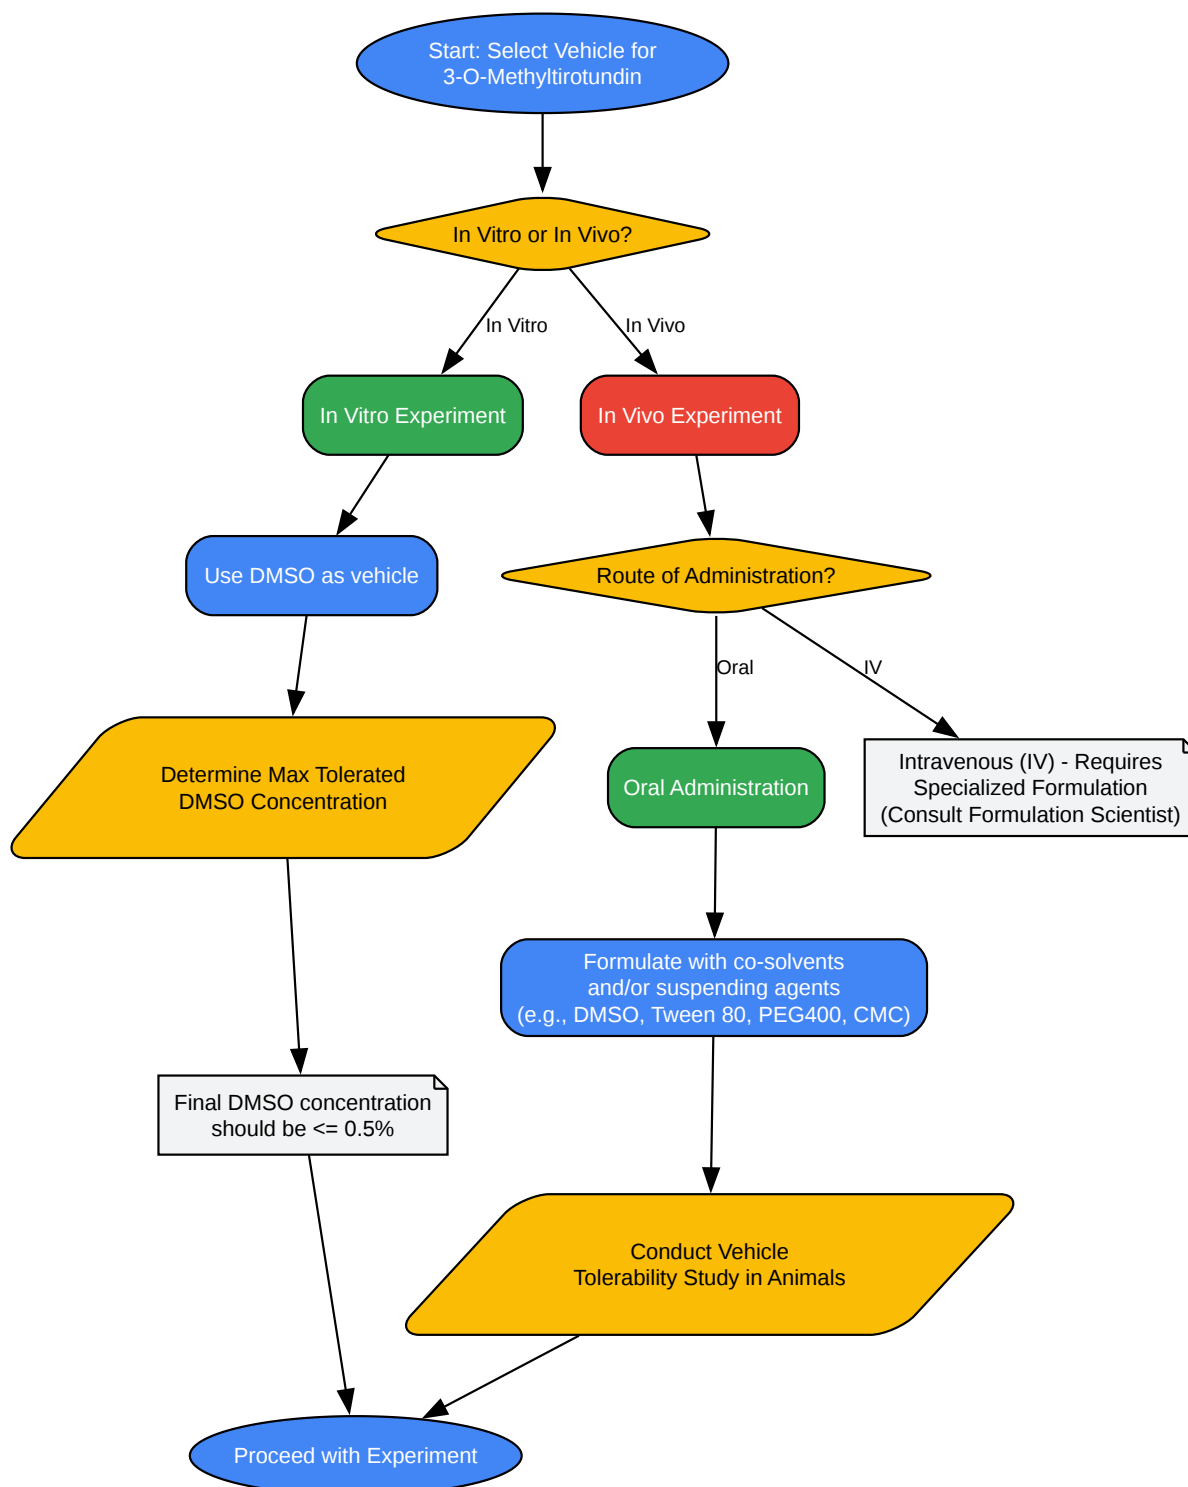 Start: Select Vehicle for
3-O-Methyltirotundin
In Vitro or In Vivo?
In Vitro
In Vivo
In Vitro Experiment
In Vivo Experiment
Use DMSO as vehicle
Route of Administration?
Oral
IV
Determine Max Tolerated
DMSO Concentration
Oral Administration
Intravenous (IV) - Requires
Specialized Formulation
(Consult Formulation Scientist)
Formulate with co-solvents
and/or suspending agents
(e.g., DMSO, Tween 80, PEG400, CMC)
Final DMSO concentration
should be <= 0.5%
Conduct Vehicle
Tolerability Study in Animals
Proceed with Experiment